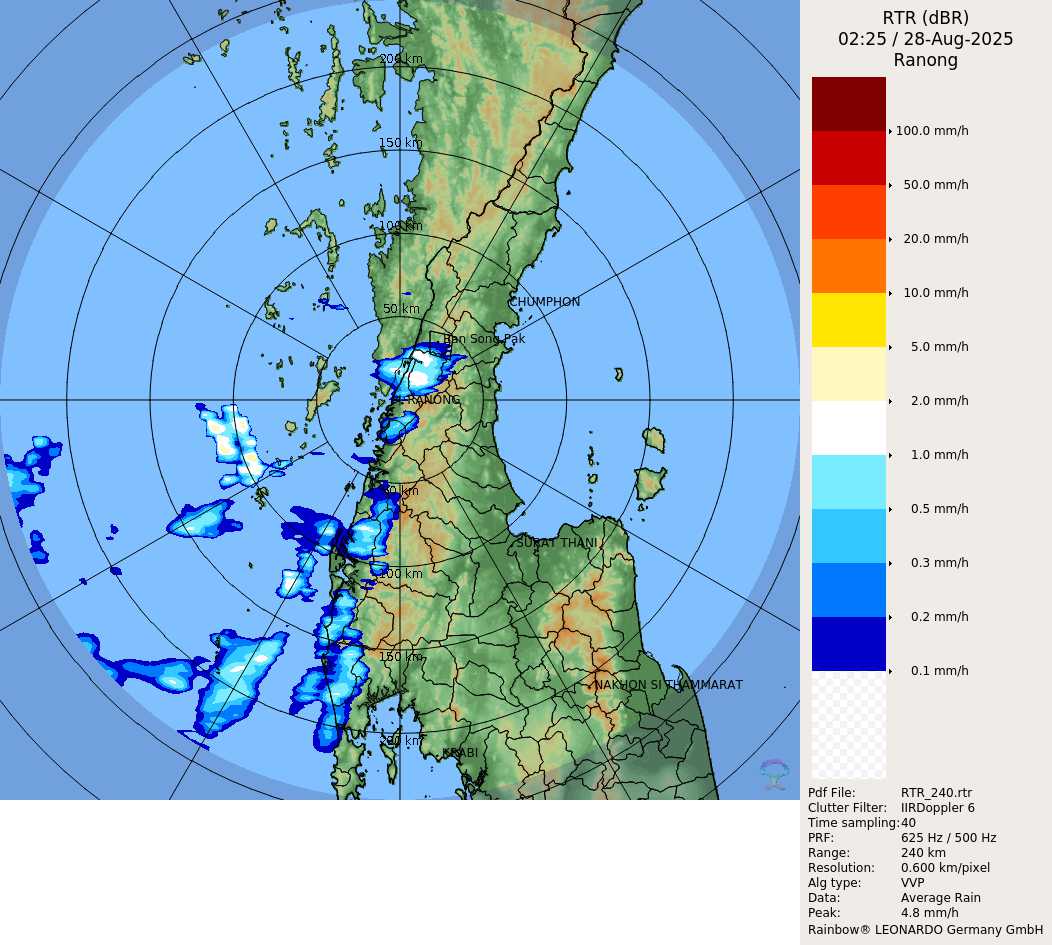 RTR (dBR)
02:25 / 28-Aug-2025
Ranong
100.0 mm/h
50.0 mm/h
20.0 mm/h
10.0 mm/h
5.0 mm/h
2.0 mm/h
1.0 mm/h
0.5 mm/h
0.3 mm/h
0.2 mm/h
0.1 mm/h
200 km
150 km
100 km
50 km
CHUMPHON
Ban Song Pak
RANONG
50 km
SURAT THANI
100 km
150 km
NAKHON SI THAMMARAT
200 km
KRABI
Pdf File: RTR_240.rtr
Clutter Filter: IIRDoppler 6
Time sampling:40
PRF: 625 Hz / 500 Hz
Range: 240 km
Resolution: 0.600 km/pixel
Alg type: VVP
Data: Average Rain
Peak: 4.8 mm/h
Rainbow® LEONARDO Germany GmbH